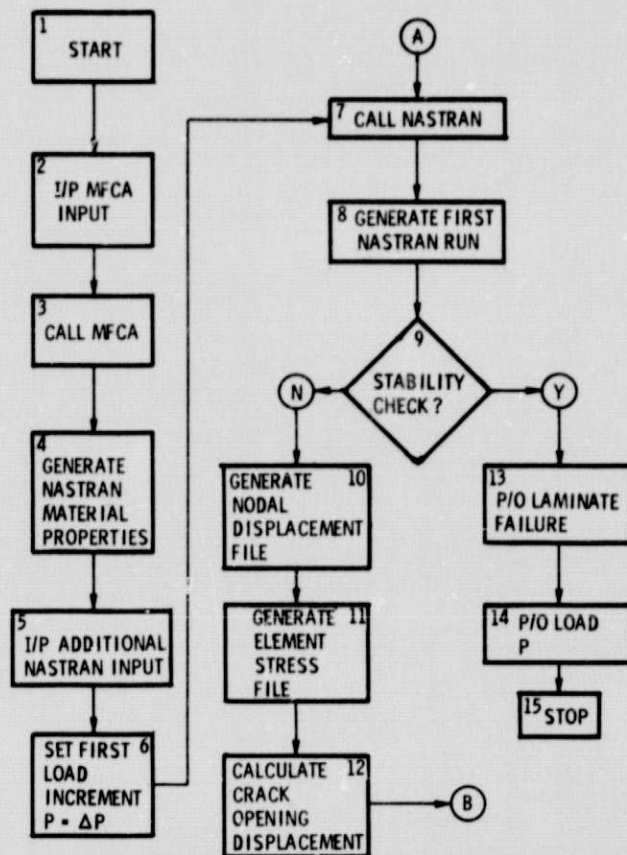 1
START
2
I/P MFCA
INPUT
3
CALL MFCA
4
GENERATE
NASTRAN
MATERIAL
PROPERTIES
5
I/P ADDITIONAL
NASTRAN INPUT
6
SET FIRST
LOAD
INCREMENT
P = ΔP
A
7
CALL NASTRAN
8
GENERATE FIRST
NASTRAN RUN
9
STABILITY
CHECK ?
N
Y
10
GENERATE
NODAL
DISPLACEMENT
FILE
11
GENERATE
ELEMENT
STRESS
FILE
12
CALCULATE
CRACK
OPENING
DISPLACEMENT
B
13
P/O LAMINATE
FAILURE
14
P/O LOAD
P
15
STOP